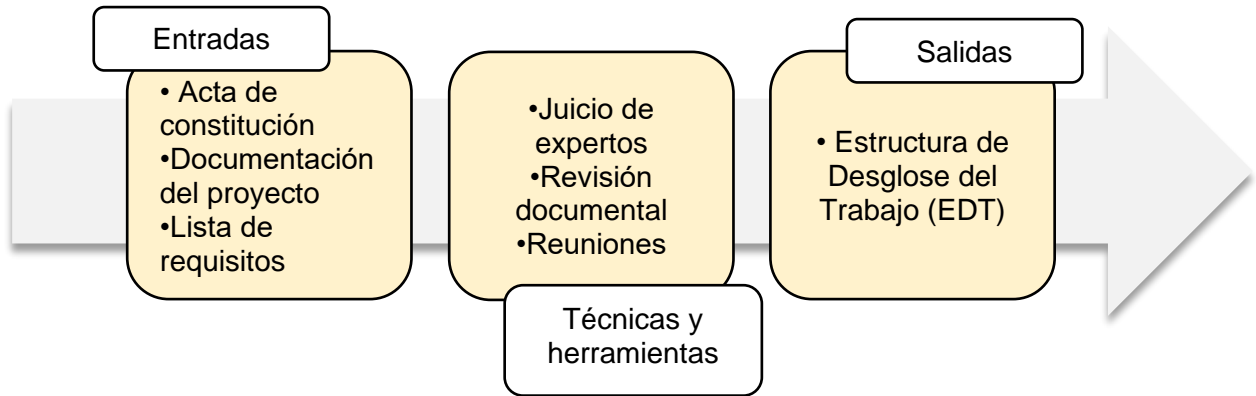 Entradas
• Acta de
constitución
•Documentación
del proyecto
•Lista de
requisitos
•Juicio de
expertos
•Revisión
documental
•Reuniones
Técnicas y
herramientas
Salidas
• Estructura de
Desglose del
Trabajo (EDT)